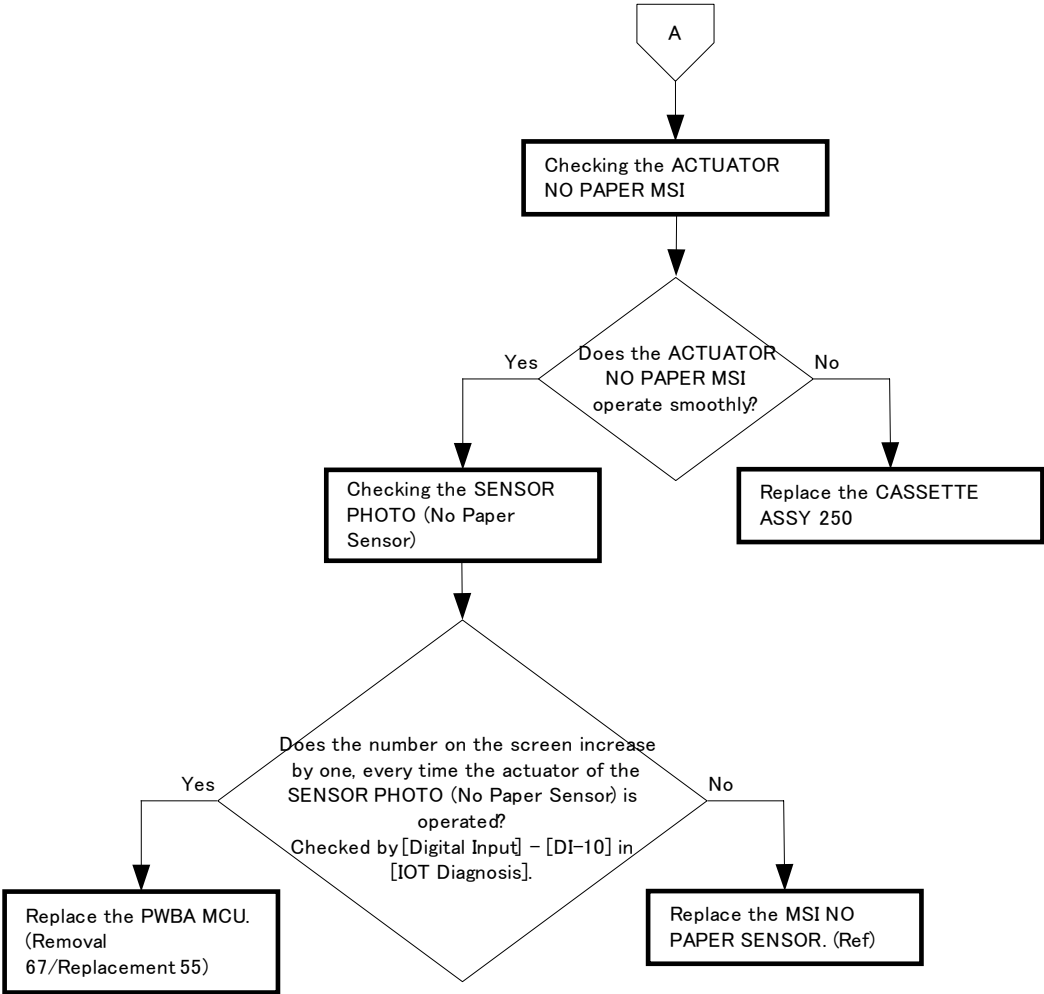 A
Checking the ACTUATOR
NO PAPER MSI
Yes
Does the ACTUATOR
NO PAPER MSI
operate smoothly?
No
Checking the SENSOR
PHOTO (No Paper
Sensor)
Replace the CASSETTE
ASSY 250
Yes
Does the number on the screen increase
by one, every time the actuator of the
SENSOR PHOTO (No Paper Sensor) is
operated?
Checked by [Digital Input] - [DI-10] in
[IOT Diagnosis].
No
Replace the PWBA MCU.
(Removal
67/Replacement 55)
Replace the MSI NO
PAPER SENSOR. (Ref)